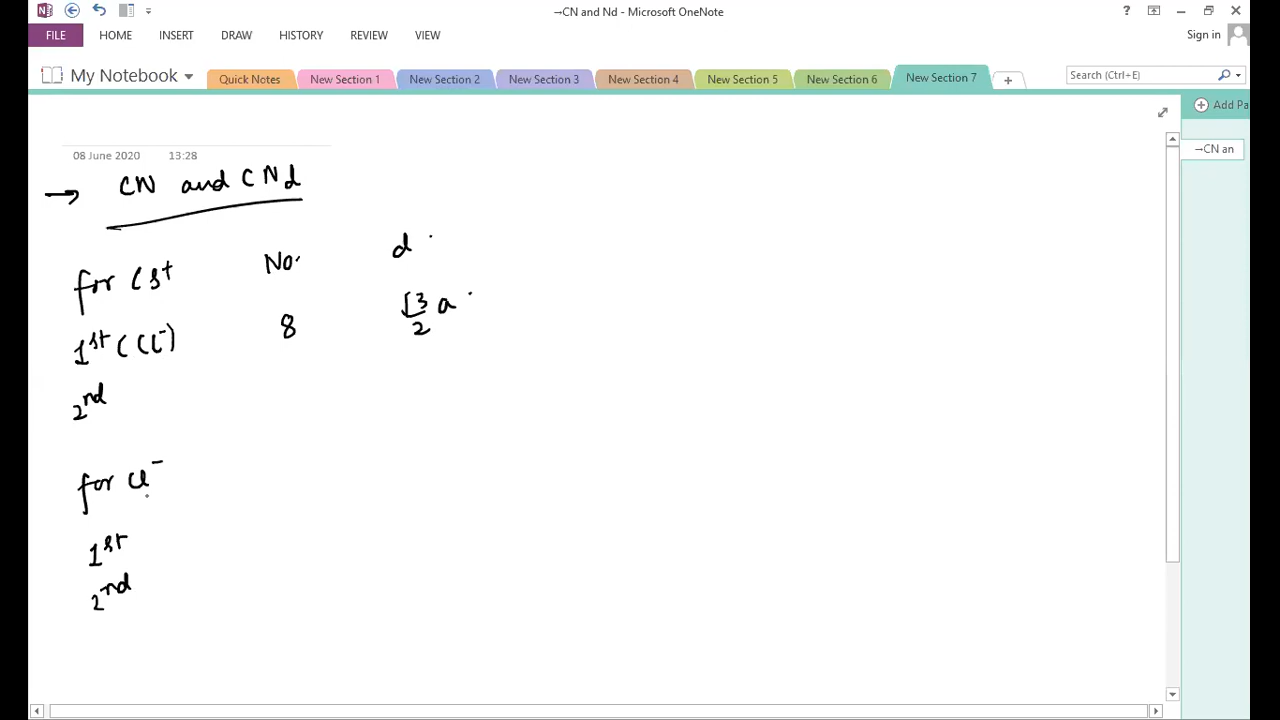 →CN and Nd - Microsoft OneNote
?
FILE
HOME
INSERT
DRAW
HISTORY
REVIEW
VIEW
Sign in
My Notebook
Quick Notes
New Section 1
New Section 2
New Section 3
New Section 4
New Section 5
New Section 6
New Section 7
Search (Ctrl+E)
Add Pa
→CN an
08 June 2020 13:28
→ CN and CNd
for Cs⁺ No. d
1ˢᵗ (Cl⁻) 8 √3/2 a
2ⁿᵈ
for Cl⁻
1ˢᵗ
2ⁿᵈ